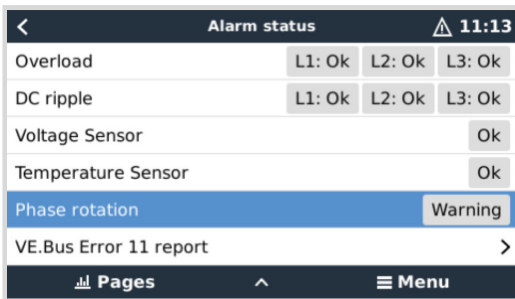 Alarm status 11:13
Overload L1: Ok L2: Ok L3: Ok
DC ripple L1: Ok L2: Ok L3: Ok
Voltage Sensor Ok
Temperature Sensor Ok
Phase rotation Warning
VE.Bus Error 11 report
Pages Menu